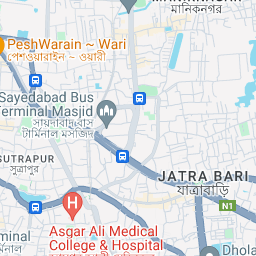 মানিকনগর
PeshWarain ~ Wari
পেশওয়ারাইন ~ ওয়ারী
Sayedabad Bus
Terminal Masjid
সায়দাবাদ বাস
টার্মিনাল মসজিদ
SUTRAPUR
সূত্রাপুর
JATRA BARI
যাত্রাবাড়ি
N1
H
Asgar Ali Medical
College & Hospital
Dhola